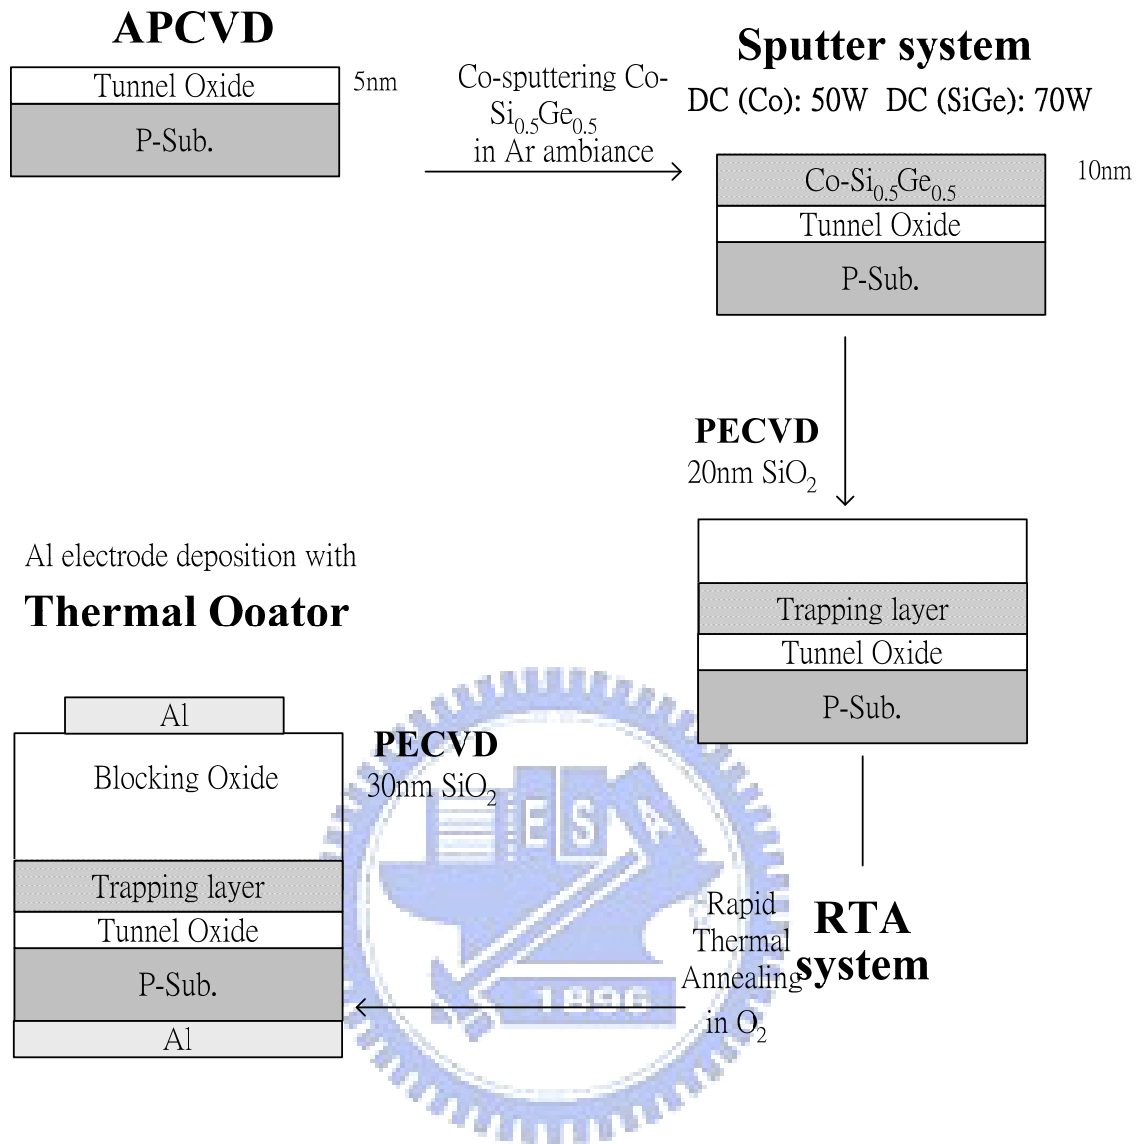 APCVD
Tunnel Oxide
5nm
P-Sub.
Co-sputtering Co-
Si0.5Ge0.5
in Ar ambiance
Sputter system
DC (Co): 50W DC (SiGe): 70W
Co-Si0.5Ge0.5
10nm
Tunnel Oxide
P-Sub.
PECVD
20nm SiO2
Trapping layer
Tunnel Oxide
P-Sub.
RTA
system
Rapid
Thermal
Annealing
in O2
PECVD
30nm SiO2
Al electrode deposition with
Thermal Ooator
Al
Blocking Oxide
Trapping layer
Tunnel Oxide
P-Sub.
Al
E S A
1896